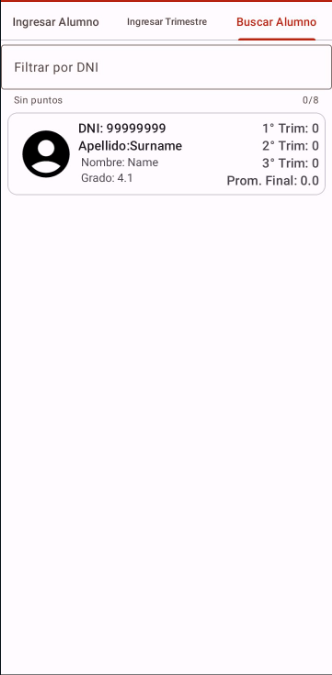 Ingresar Alumno Ingresar Trimestre Buscar Alumno
Filtrar por DNI
Sin puntos 0/8
DNI: 99999999 1° Trim: 0
Apellido:Surname 2° Trim: 0
Nombre: Name 3° Trim: 0
Grado: 4.1 Prom. Final: 0.0